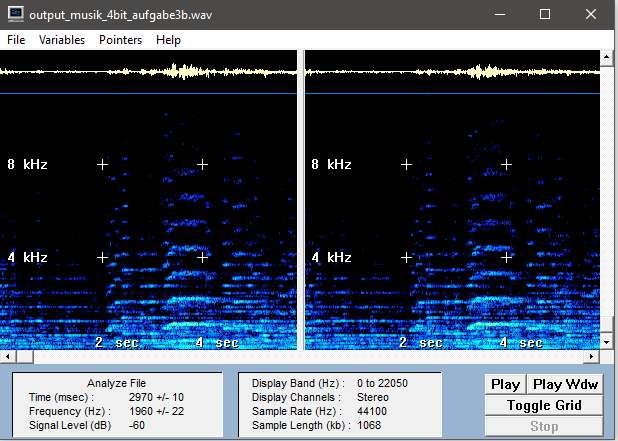 output_musik_4bit_aufgabe3b.wav
File Variables Pointers Help
8 kHz 8 kHz
4 kHz 4 kHz
2 sec 4 sec 2 sec 4 sec
Analyze File
Time (msec) : 2970 +/- 10
Frequency (Hz) : 1960 +/- 22
Signal Level (dB) -60
Display Band (Hz) : 0 to 22050
Display Channels : Stereo
Sample Rate (Hz) : 44100
Sample Length (kb) : 1068
Play Play Wdw
Toggle Grid
Stop